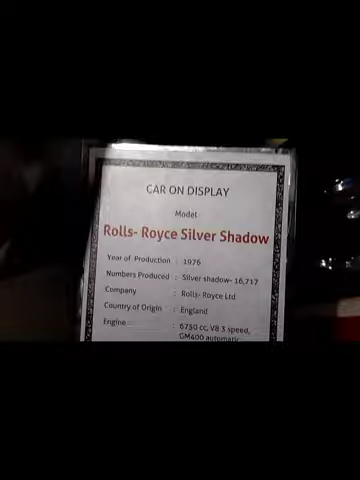 CAR ON DISPLAY
Model
Rolls- Royce Silver Shadow
Year of Production : 1976
Numbers Produced : Silver shadow- 16,717
Company : Rolls- Royce Ltd
Country of Origin : England
Engine : 6750 cc, V8 3 speed,
GM400 automatic